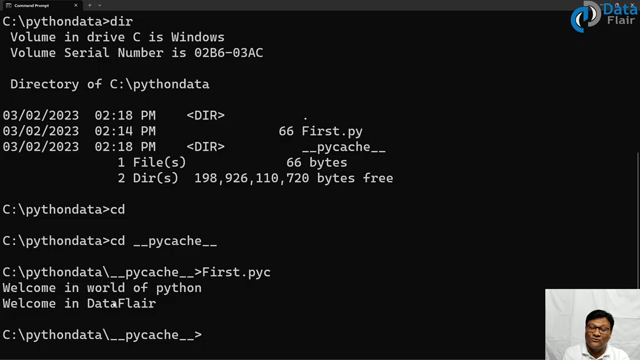 Command Prompt
Data
Flair
C:\pythondata>dir
Volume in drive C is Windows
Volume Serial Number is 02B6-03AC
Directory of C:\pythondata
03/02/2023 02:18 PM <DIR> .
03/02/2023 02:14 PM 66 First.py
03/02/2023 02:18 PM <DIR> __pycache__
1 File(s) 66 bytes
2 Dir(s) 198,926,110,720 bytes free
C:\pythondata>cd
C:\pythondata>cd __pycache__
C:\pythondata\__pycache__>First.pyc
Welcome in world of python
Welcome in DataFlair
C:\pythondata\__pycache__>